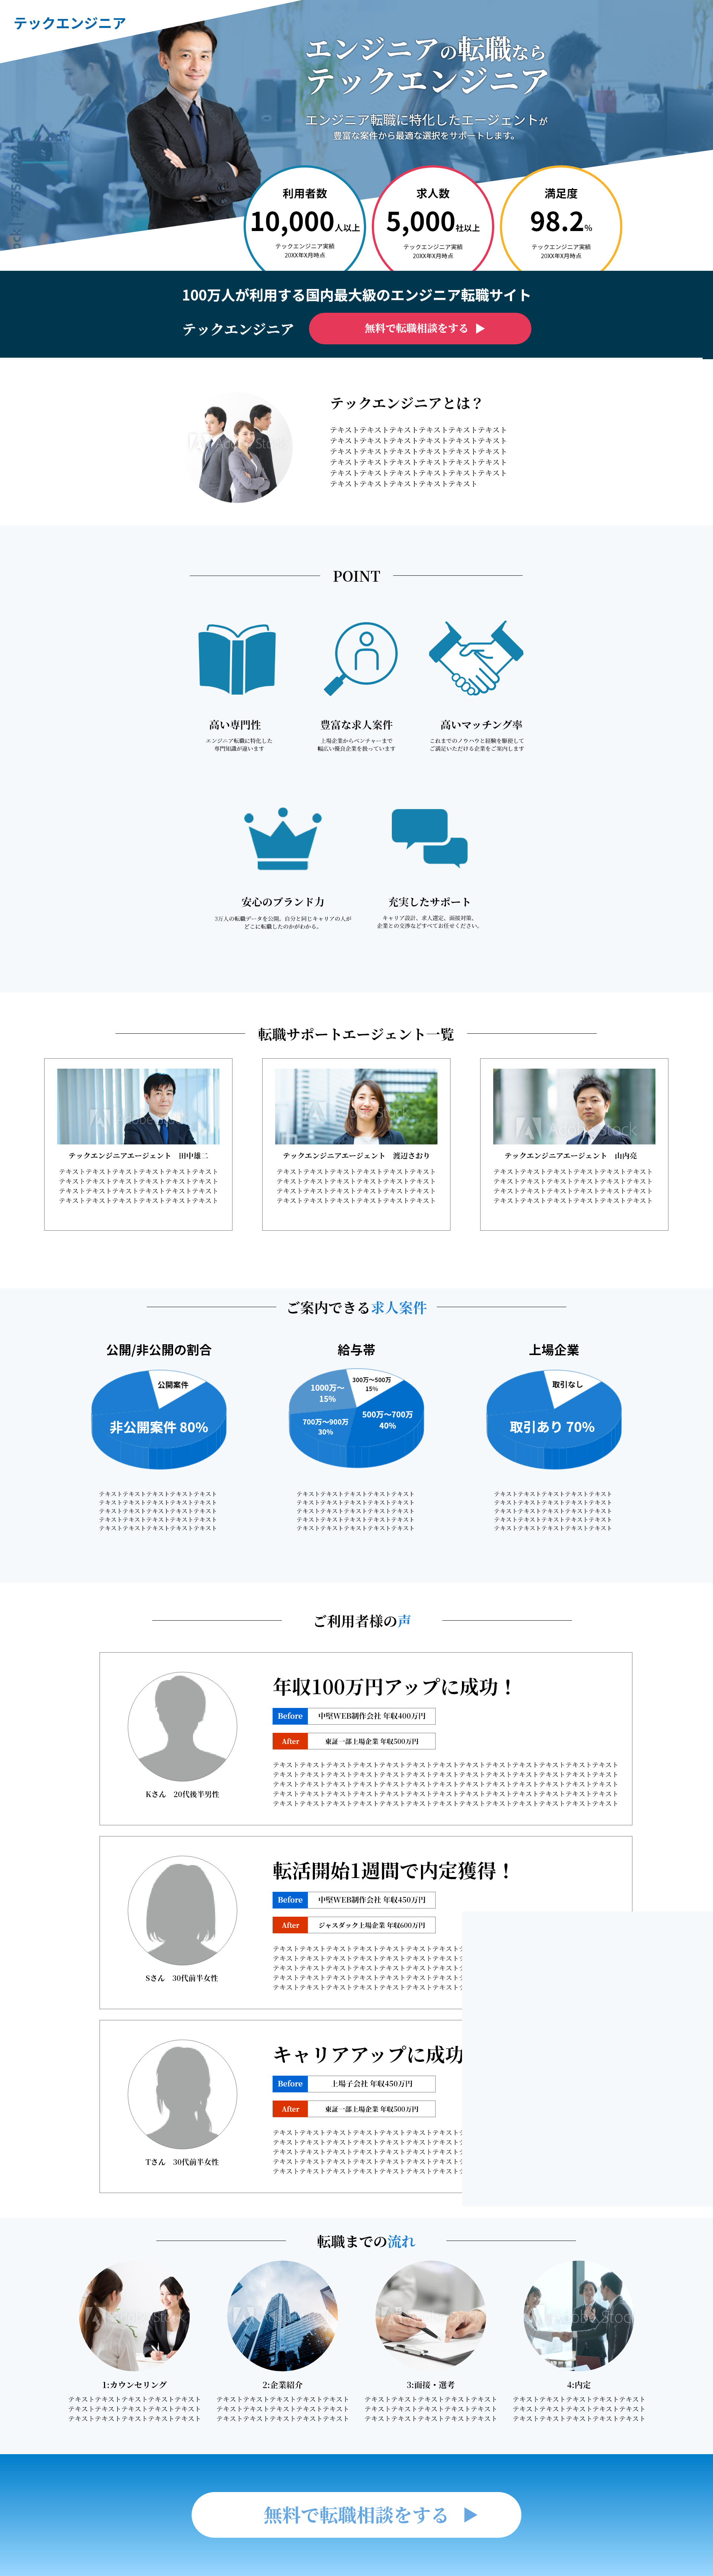 テックエンジニア
エンジニアの転職なら
テックエンジニア
エンジニア転職に特化したエージェントが
豊富な案件から最適な選択をサポートします。
利用者数
10,000人以上
テックエンジニア実績
20XX年X月時点
求人数
5,000社以上
テックエンジニア実績
20XX年X月時点
満足度
98.2%
テックエンジニア実績
20XX年X月時点
100万人が利用する国内最大級のエンジニア転職サイト
テックエンジニア
無料で転職相談をする ▶
テックエンジニアとは？
テキストテキストテキストテキストテキストテキスト
テキストテキストテキストテキストテキストテキスト
テキストテキストテキストテキストテキストテキスト
テキストテキストテキストテキストテキストテキスト
テキストテキストテキストテキストテキストテキスト
テキストテキストテキストテキストテキスト
POINT
高い専門性
エンジニア転職に特化した
専門知識が違います
豊富な求人案件
上場企業からベンチャーまで
幅広い優良企業を扱っています
高いマッチング率
これまでのノウハウと経験を駆使して
ご満足いただける企業をご案内します
安心のブランド力
3万人の転職データを公開。自分と同じキャリアの人が
どこに転職したのかがわかる。
充実したサポート
キャリア設計、求人選定、面接対策、
企業との交渉などすべてお任せください。
転職サポートエージェント一覧
テックエンジニアエージェント　田中雄二
テキストテキストテキストテキストテキストテキスト
テキストテキストテキストテキストテキストテキスト
テキストテキストテキストテキストテキストテキスト
テキストテキストテキストテキストテキストテキスト
テックエンジニアエージェント　渡辺さおり
テキストテキストテキストテキストテキストテキスト
テキストテキストテキストテキストテキストテキスト
テキストテキストテキストテキストテキストテキスト
テキストテキストテキストテキストテキストテキスト
テックエンジニアエージェント　山内亮
テキストテキストテキストテキストテキストテキスト
テキストテキストテキストテキストテキストテキスト
テキストテキストテキストテキストテキストテキスト
テキストテキストテキストテキストテキストテキスト
ご案内できる求人案件
公開/非公開の割合
公開案件
非公開案件 80%
テキストテキストテキストテキストテキスト
テキストテキストテキストテキストテキスト
テキストテキストテキストテキストテキスト
テキストテキストテキストテキストテキスト
テキストテキストテキストテキストテキスト
給与帯
300万〜500万
15%
1000万〜
15%
500万〜700万
40%
700万〜900万
30%
テキストテキストテキストテキストテキスト
テキストテキストテキストテキストテキスト
テキストテキストテキストテキストテキスト
テキストテキストテキストテキストテキスト
テキストテキストテキストテキストテキスト
上場企業
取引なし
取引あり 70%
テキストテキストテキストテキストテキスト
テキストテキストテキストテキストテキスト
テキストテキストテキストテキストテキスト
テキストテキストテキストテキストテキスト
テキストテキストテキストテキストテキスト
ご利用者様の声
年収100万円アップに成功！
Before 中堅WEB制作会社 年収400万円
After 東証一部上場企業 年収500万円
テキストテキストテキストテキストテキストテキストテキストテキストテキストテキストテキストテキストテキスト
テキストテキストテキストテキストテキストテキストテキストテキストテキストテキストテキストテキストテキスト
テキストテキストテキストテキストテキストテキストテキストテキストテキストテキストテキストテキストテキスト
テキストテキストテキストテキストテキストテキストテキストテキストテキストテキストテキストテキストテキスト
テキストテキストテキストテキストテキストテキストテキストテキストテキストテキストテキストテキストテキスト
Kさん　20代後半男性
転活開始1週間で内定獲得！
Before 中堅WEB制作会社 年収450万円
After ジャスダック上場企業 年収600万円
テキストテキストテキストテキストテキストテキストテキスト
テキストテキストテキストテキストテキストテキストテキスト
テキストテキストテキストテキストテキストテキストテキスト
テキストテキストテキストテキストテキストテキストテキスト
テキストテキストテキストテキストテキストテキストテキスト
Sさん　30代前半女性
キャリアアップに成功
Before 上場子会社 年収450万円
After 東証一部上場企業 年収500万円
テキストテキストテキストテキストテキストテキストテキスト
テキストテキストテキストテキストテキストテキストテキスト
テキストテキストテキストテキストテキストテキストテキスト
テキストテキストテキストテキストテキストテキストテキスト
テキストテキストテキストテキストテキストテキストテキスト
Tさん　30代前半女性
転職までの流れ
1:カウンセリング
テキストテキストテキストテキストテキスト
テキストテキストテキストテキストテキスト
テキストテキストテキストテキストテキスト
2:企業紹介
テキストテキストテキストテキストテキスト
テキストテキストテキストテキストテキスト
テキストテキストテキストテキストテキスト
3:面接・選考
テキストテキストテキストテキストテキスト
テキストテキストテキストテキストテキスト
テキストテキストテキストテキストテキスト
4:内定
テキストテキストテキストテキストテキスト
テキストテキストテキストテキストテキスト
テキストテキストテキストテキストテキスト
無料で転職相談をする ▶